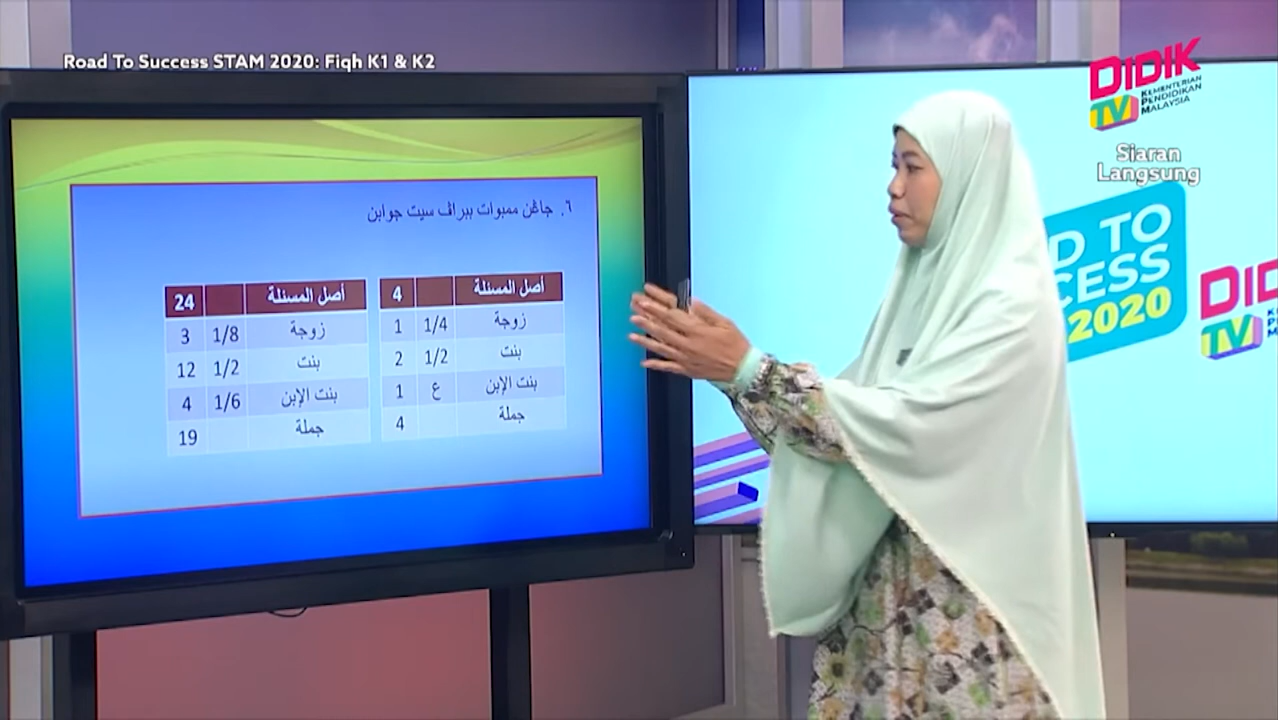 Road To Success STAM 2020: Fiqh K1 & K2
DIDIK
TV KEMENTERIAN
PENDIDIKAN
MALAYSIA
Siaran
Langsung
٦. جاڠن ممبوات ببراڤ سيت جوابن
أصل المسئلة 4
زوجة 1/4 1
بنت 1/2 2
بنت الإبن ع 1
جملة 4
أصل المسئلة 24
زوجة 1/8 3
بنت 1/2 12
بنت الإبن 1/6 4
جملة 19
D TO
CESS
2020
DID
TV